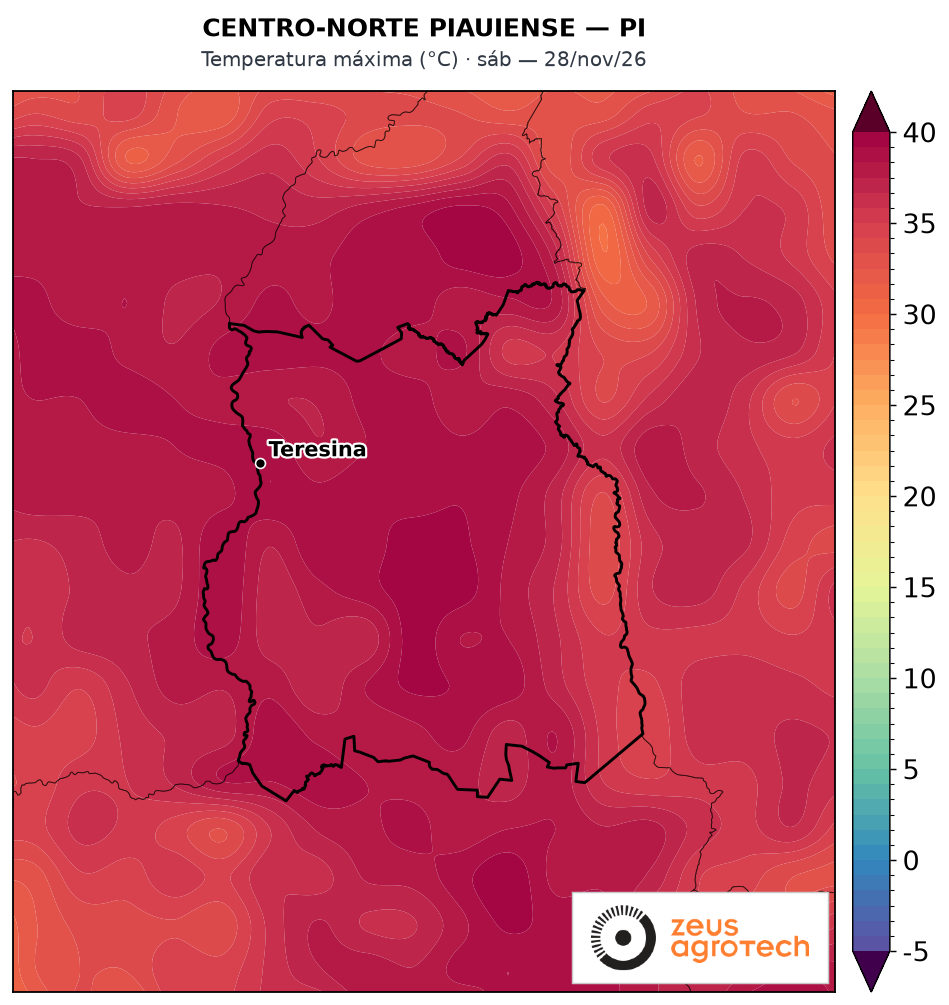 CENTRO-NORTE PIAUIENSE — PI
Temperatura máxima (°C) · sáb — 28/nov/26
Teresina
40
35
30
25
20
15
10
5
0
-5
zeus
agrotech